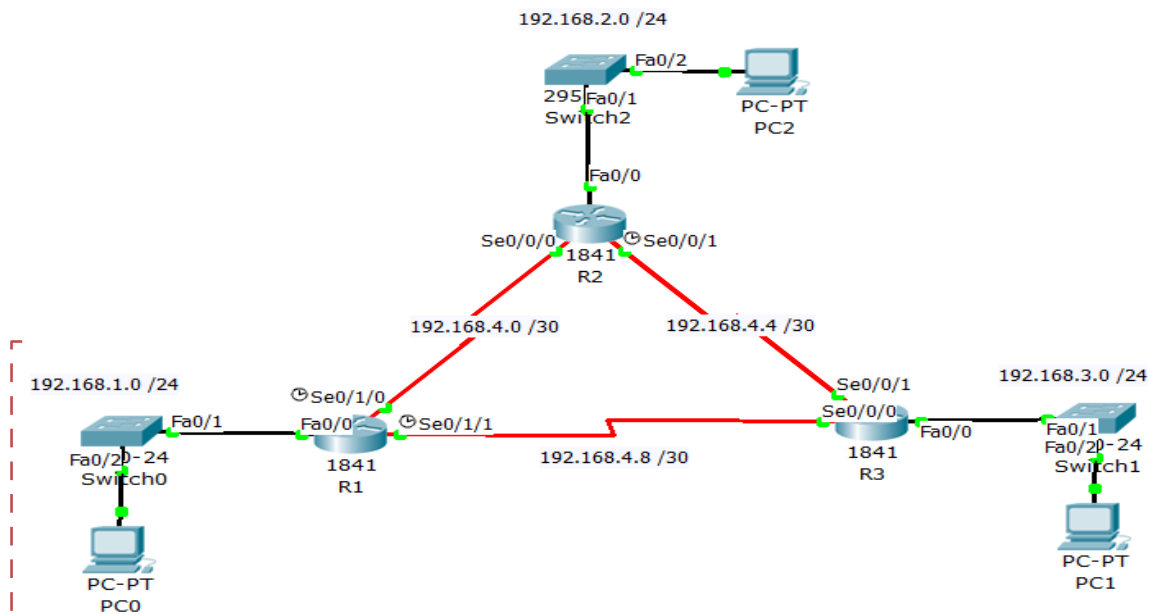 192.168.2.0 /24
Fa0/2
295
Fa0/1
Switch2
PC-PT
PC2
Fa0/0
Se0/0/0
Se0/0/1
1841
R2
192.168.4.0 /30
192.168.4.4 /30
192.168.1.0 /24
Se0/1/0
Fa0/1
Fa0/0
Se0/1/1
Fa0/2
0-24
Switch0
1841
R1
192.168.4.8 /30
PC-PT
PC0
Se0/0/1
192.168.3.0 /24
Se0/0/0
Fa0/0
Fa0/1
1841
R3
Fa0/2
0-24
Switch1
PC-PT
PC1